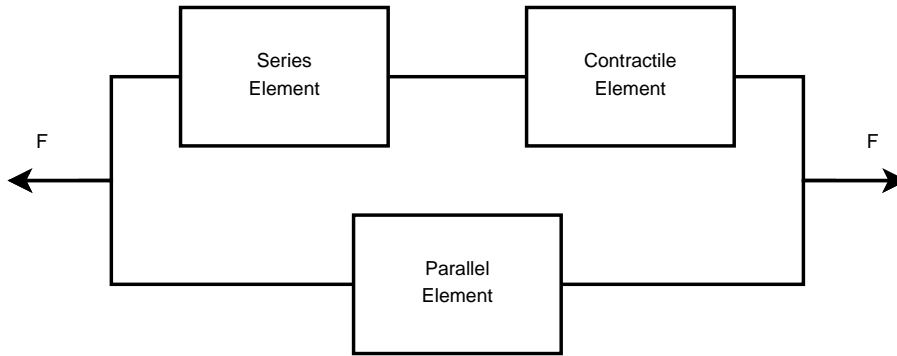 Series
Element
Contractile
Element
F
F
Parallel
Element